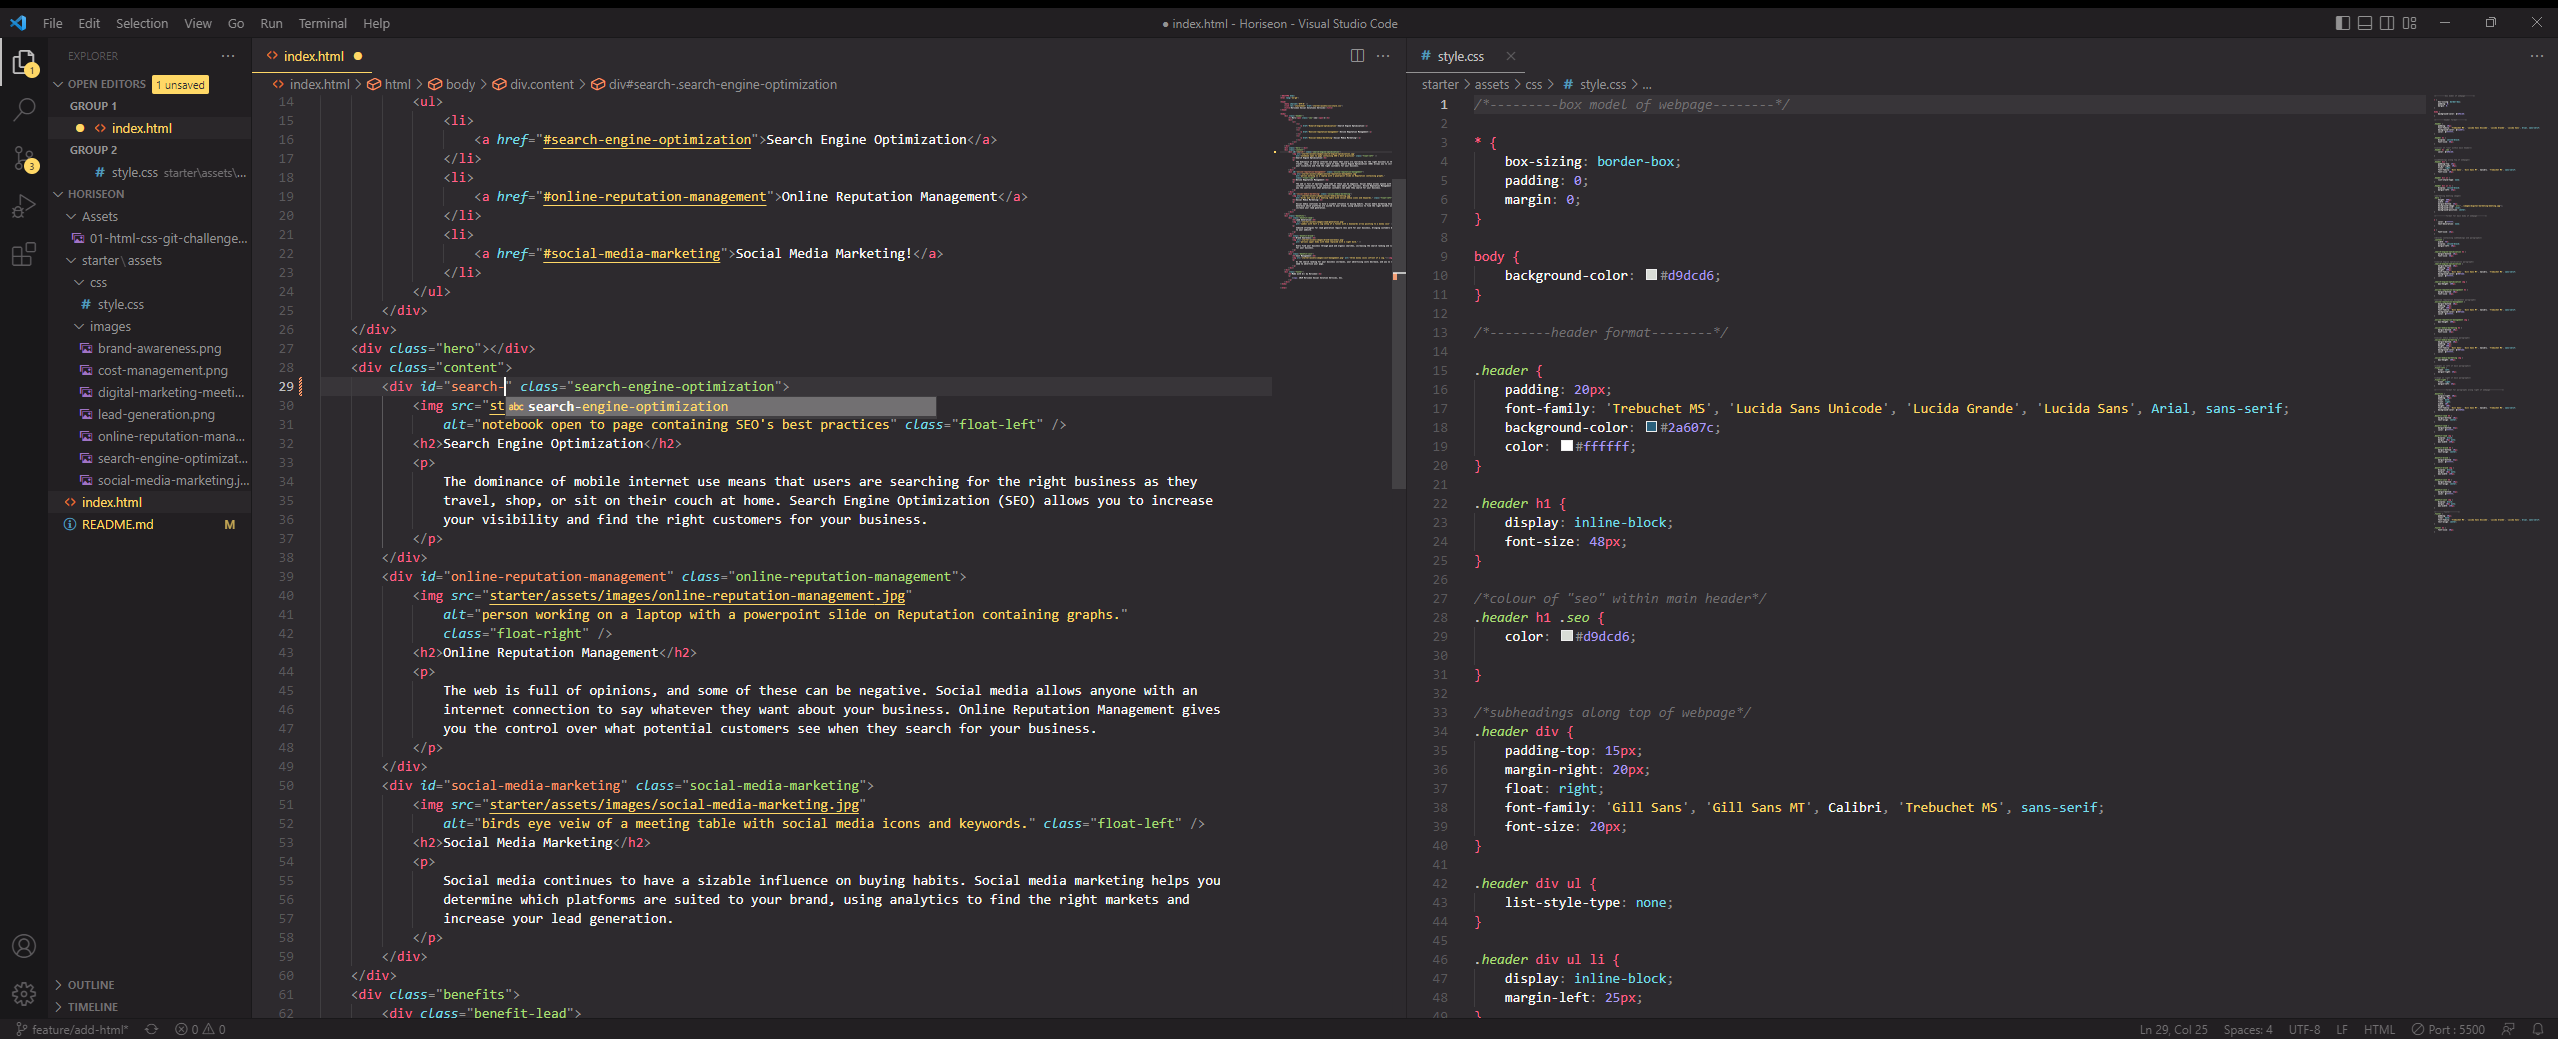 File Edit Selection View Go Run Terminal Help
● index.html - Horiseon - Visual Studio Code
EXPLORER
OPEN EDITORS 1 unsaved
GROUP 1
index.html
GROUP 2
style.css starter\assets\...
HORISEON
Assets
01-html-css-git-challenge...
starter\assets
css
style.css
images
brand-awareness.png
cost-management.png
digital-marketing-meeti...
lead-generation.png
online-reputation-mana...
search-engine-optimizat...
social-media-marketing.j...
index.html
README.md M
OUTLINE
TIMELINE
1
3
index.html
index.html > html > body > div.content > div#search-.search-engine-optimization
14 <ul>
15 <li>
16 <a href="#search-engine-optimization">Search Engine Optimization</a>
17 </li>
18 <li>
19 <a href="#online-reputation-management">Online Reputation Management</a>
20 </li>
21 <li>
22 <a href="#social-media-marketing">Social Media Marketing!</a>
23 </li>
24 </ul>
25 </div>
26 </div>
27 <div class="hero"></div>
28 <div class="content">
29 <div id="search-" class="search-engine-optimization">
30 <img src="st
abc search-engine-optimization
31 alt="notebook open to page containing SEO's best practices" class="float-left" />
32 <h2>Search Engine Optimization</h2>
33 <p>
34 The dominance of mobile internet use means that users are searching for the right business as they
35 travel, shop, or sit on their couch at home. Search Engine Optimization (SEO) allows you to increase
36 your visibility and find the right customers for your business.
37 </p>
38 </div>
39 <div id="online-reputation-management" class="online-reputation-management">
40 <img src="starter/assets/images/online-reputation-management.jpg"
41 alt="person working on a laptop with a powerpoint slide on Reputation containing graphs."
42 class="float-right" />
43 <h2>Online Reputation Management</h2>
44 <p>
45 The web is full of opinions, and some of these can be negative. Social media allows anyone with an
46 internet connection to say whatever they want about your business. Online Reputation Management gives
47 you the control over what potential customers see when they search for your business.
48 </p>
49 </div>
50 <div id="social-media-marketing" class="social-media-marketing">
51 <img src="starter/assets/images/social-media-marketing.jpg"
52 alt="birds eye veiw of a meeting table with social media icons and keywords." class="float-left" />
53 <h2>Social Media Marketing</h2>
54 <p>
55 Social media continues to have a sizable influence on buying habits. Social media marketing helps you
56 determine which platforms are suited to your brand, using analytics to find the right markets and
57 increase your lead generation.
58 </p>
59 </div>
60 </div>
61 <div class="benefits">
62 <div class="benefit-lead">
style.css
starter > assets > css > style.css > ...
1 /*---------box model of webpage--------*/
2
3 * {
4 box-sizing: border-box;
5 padding: 0;
6 margin: 0;
7 }
8
9 body {
10 background-color: #d9dcd6;
11 }
12
13 /*--------header format--------*/
14
15 .header {
16 padding: 20px;
17 font-family: 'Trebuchet MS', 'Lucida Sans Unicode', 'Lucida Grande', 'Lucida Sans', Arial, sans-serif;
18 background-color: #2a607c;
19 color: #ffffff;
20 }
21
22 .header h1 {
23 display: inline-block;
24 font-size: 48px;
25 }
26
27 /*colour of "seo" within main header*/
28 .header h1 .seo {
29 color: #d9dcd6;
30
31 }
32
33 /*subheadings along top of webpage*/
34 .header div {
35 padding-top: 15px;
36 margin-right: 20px;
37 float: right;
38 font-family: 'Gill Sans', 'Gill Sans MT', Calibri, 'Trebuchet MS', sans-serif;
39 font-size: 20px;
40 }
41
42 .header div ul {
43 list-style-type: none;
44 }
45
46 .header div ul li {
47 display: inline-block;
48 margin-left: 25px;
49 }
feature/add-html* 0 0
Ln 29, Col 25 Spaces: 4 UTF-8 LF HTML Port : 5500